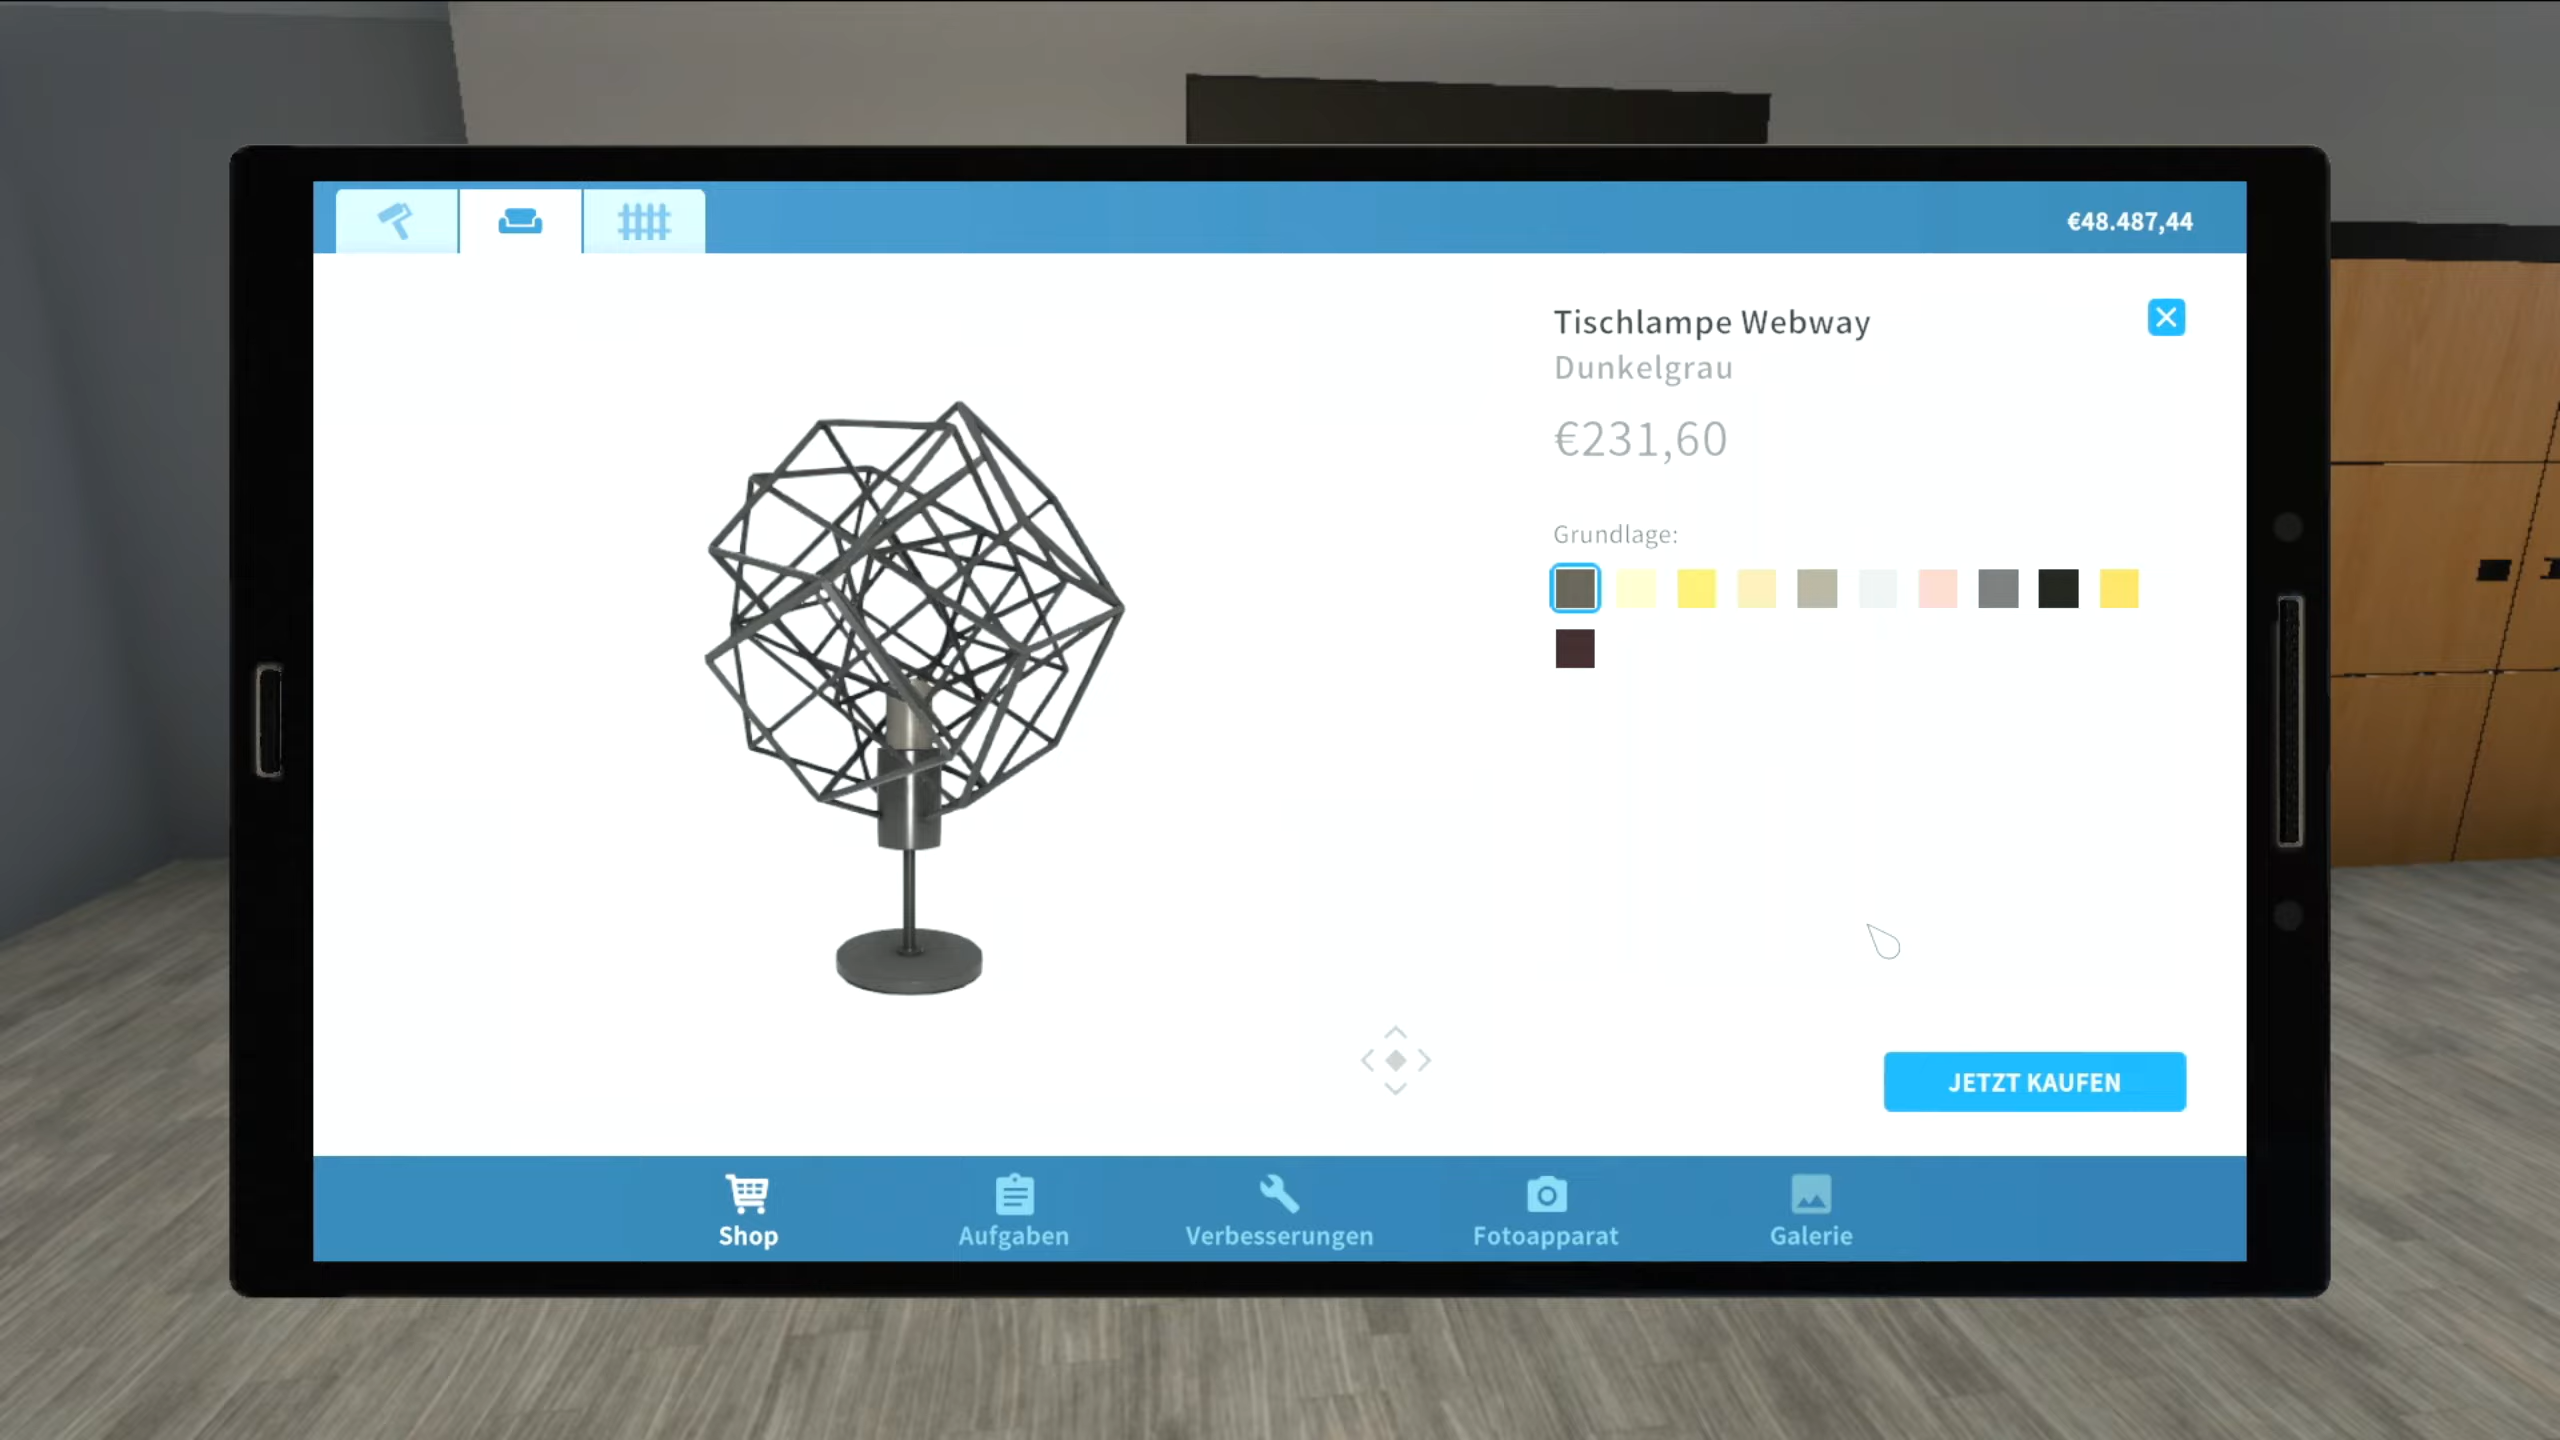 €48.487,44
Tischlampe Webway
Dunkelgrau
€231,60
Grundlage:
JETZT KAUFEN
Shop
Aufgaben
Verbesserungen
Fotoapparat
Galerie